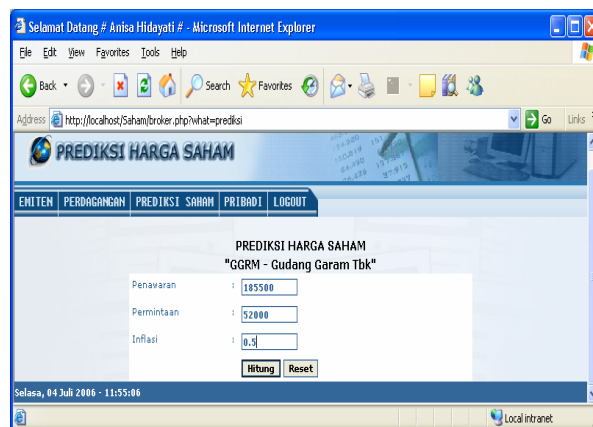 Selamat Datang # Anisa Hidayati # - Microsoft Internet Explorer
File Edit View Favorites Tools Help
Back Search Favorites
Address http://localhost/Saham/broker.php?what=prediksi Go Links
PREDIKSI HARGA SAHAM
EMITEN PERDAGANGAN PREDIKSI SAHAM PRIBADI LOGOUT
PREDIKSI HARGA SAHAM
"GGRM - Gudang Garam Tbk"
Penawaran : 185500
Permintaan : 52000
Inflasi : 0.5
Hitung Reset
Selasa, 04 Juli 2006 - 11:55:06
Local intranet